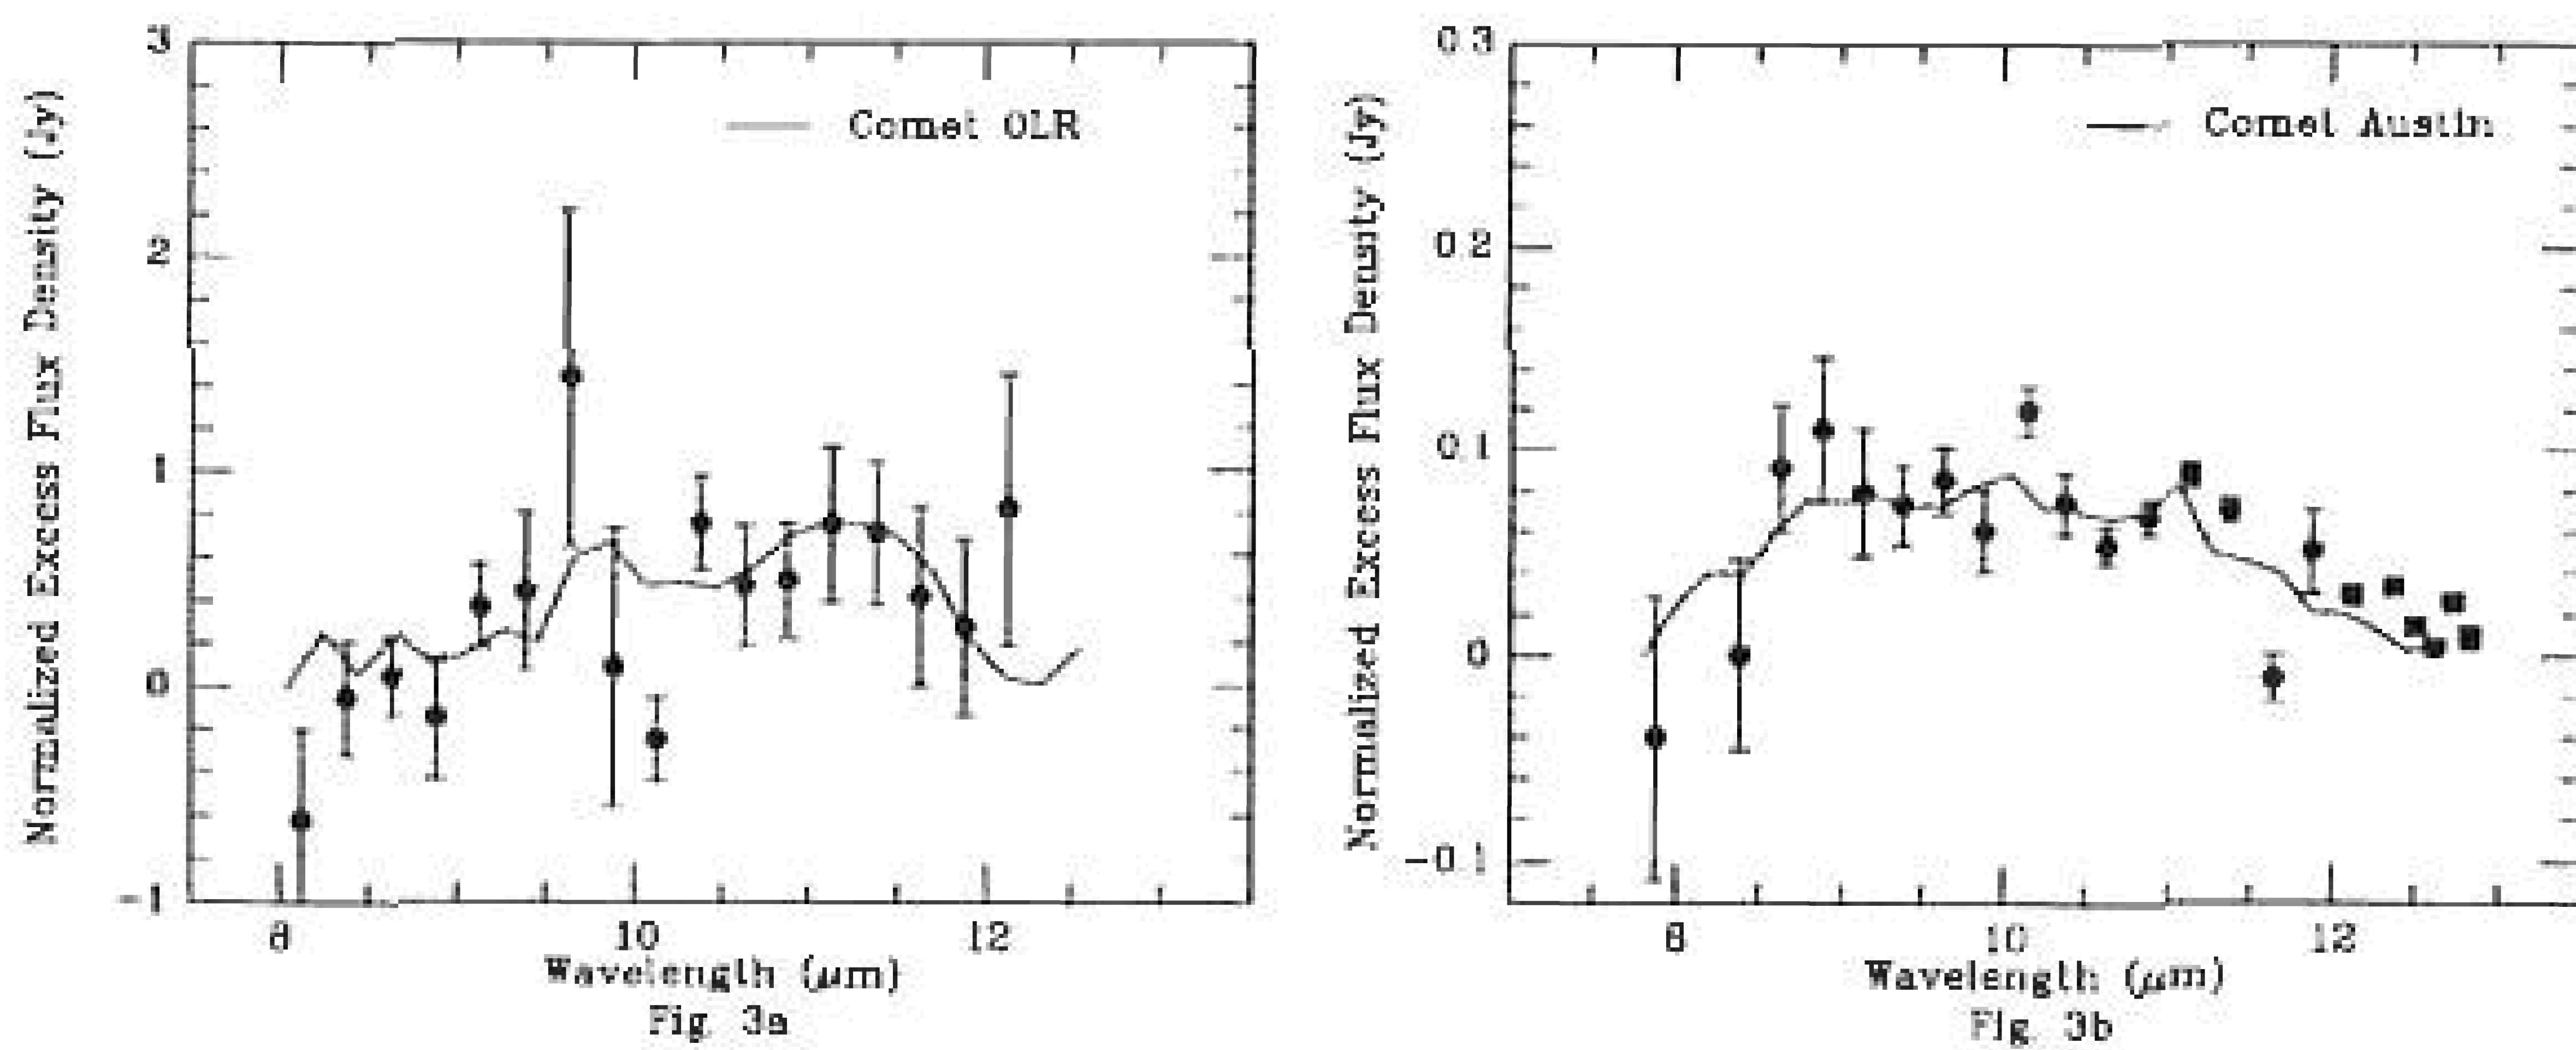 Normalized Excess Flux Density (Jy)
3
2
1
0
-1
Comet OLR
8 10 12
Wavelength (μm)
Fig. 3a
Normalized Excess Flux Density (Jy)
0.3
0.2
0.1
0
-0.1
Comet Austin
8 10 12
Wavelength (μm)
Fig. 3b